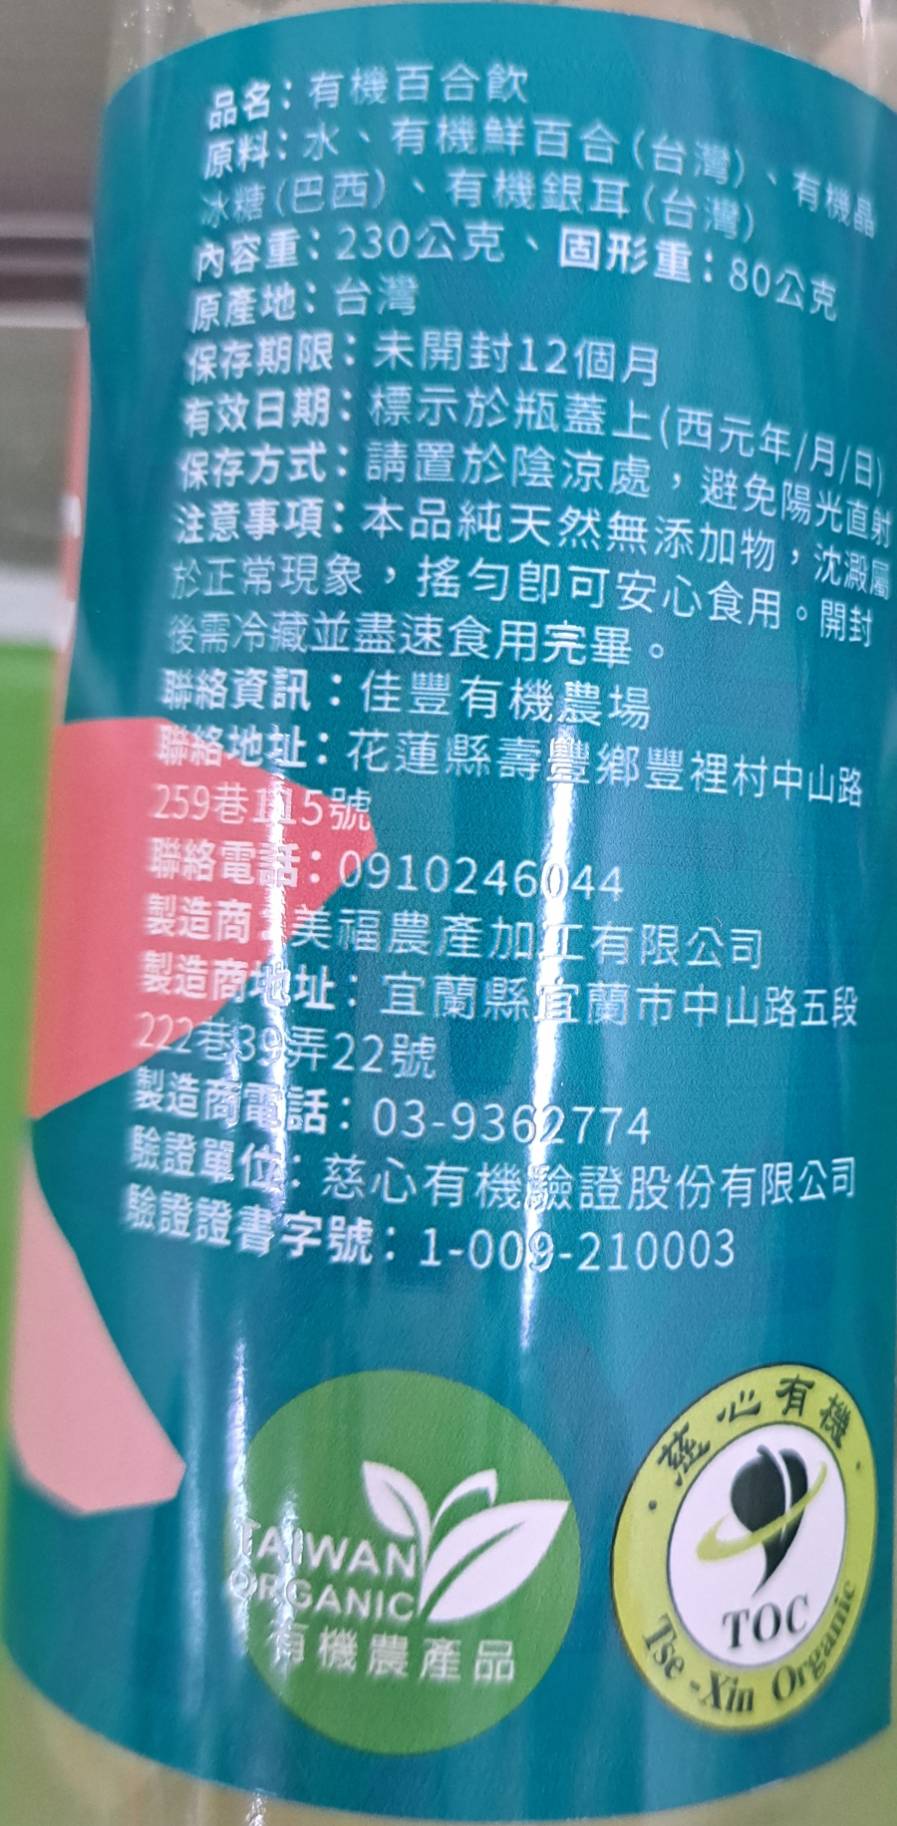 品名：有機百合飲
原料：水、有機鮮百合(台灣)、有機晶
冰糖(巴西)、有機銀耳(台灣)
內容重：230公克、固形重：80公克
原產地：台灣
保存期限：未開封12個月
有效日期：標示於瓶蓋上(西元年/月/日)
保存方式：請置於陰涼處，避免陽光直射
注意事項：本品純天然無添加物，沈澱屬
於正常現象，搖勻即可安心食用。開封
後需冷藏並盡速食用完畢。
聯絡資訊：佳豐有機農場
聯絡地址：花蓮縣壽豐鄉豐裡村中山路
259巷115號
聯絡電話：0910246044
製造商：美福農產加工有限公司
製造商地址：宜蘭縣宜蘭市中山路五段
222巷39弄22號
製造商電話：03-9362774
驗證單位：慈心有機驗證股份有限公司
驗證證書字號：1-009-210003
TAIWAN
ORGANIC
有機農產品
慈心有機
TOC
Tse-Xin Organic